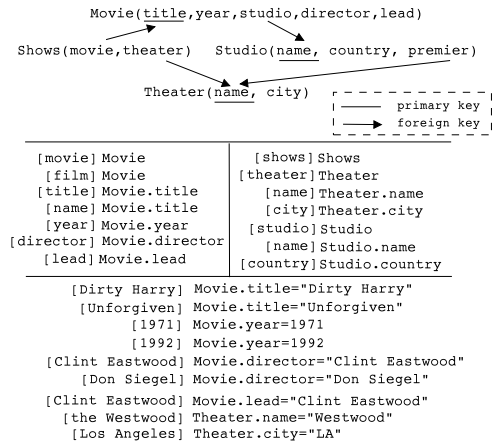 Movie(title,year,studio,director,lead)
Shows(movie,theater) Studio(name, country, premier)
Theater(name, city)
primary key
foreign key
[movie] Movie
[film] Movie
[title] Movie.title
[name] Movie.title
[year] Movie.year
[director] Movie.director
[lead] Movie.lead
[shows] Shows
[theater] Theater
[name] Theater.name
[city] Theater.city
[studio] Studio
[name] Studio.name
[country] Studio.country
[Dirty Harry] Movie.title="Dirty Harry"
[Unforgiven] Movie.title="Unforgiven"
[1971] Movie.year=1971
[1992] Movie.year=1992
[Clint Eastwood] Movie.director="Clint Eastwood"
[Don Siegel] Movie.director="Don Siegel"
[Clint Eastwood] Movie.lead="Clint Eastwood"
[the Westwood] Theater.name="Westwood"
[Los Angeles] Theater.city="LA"